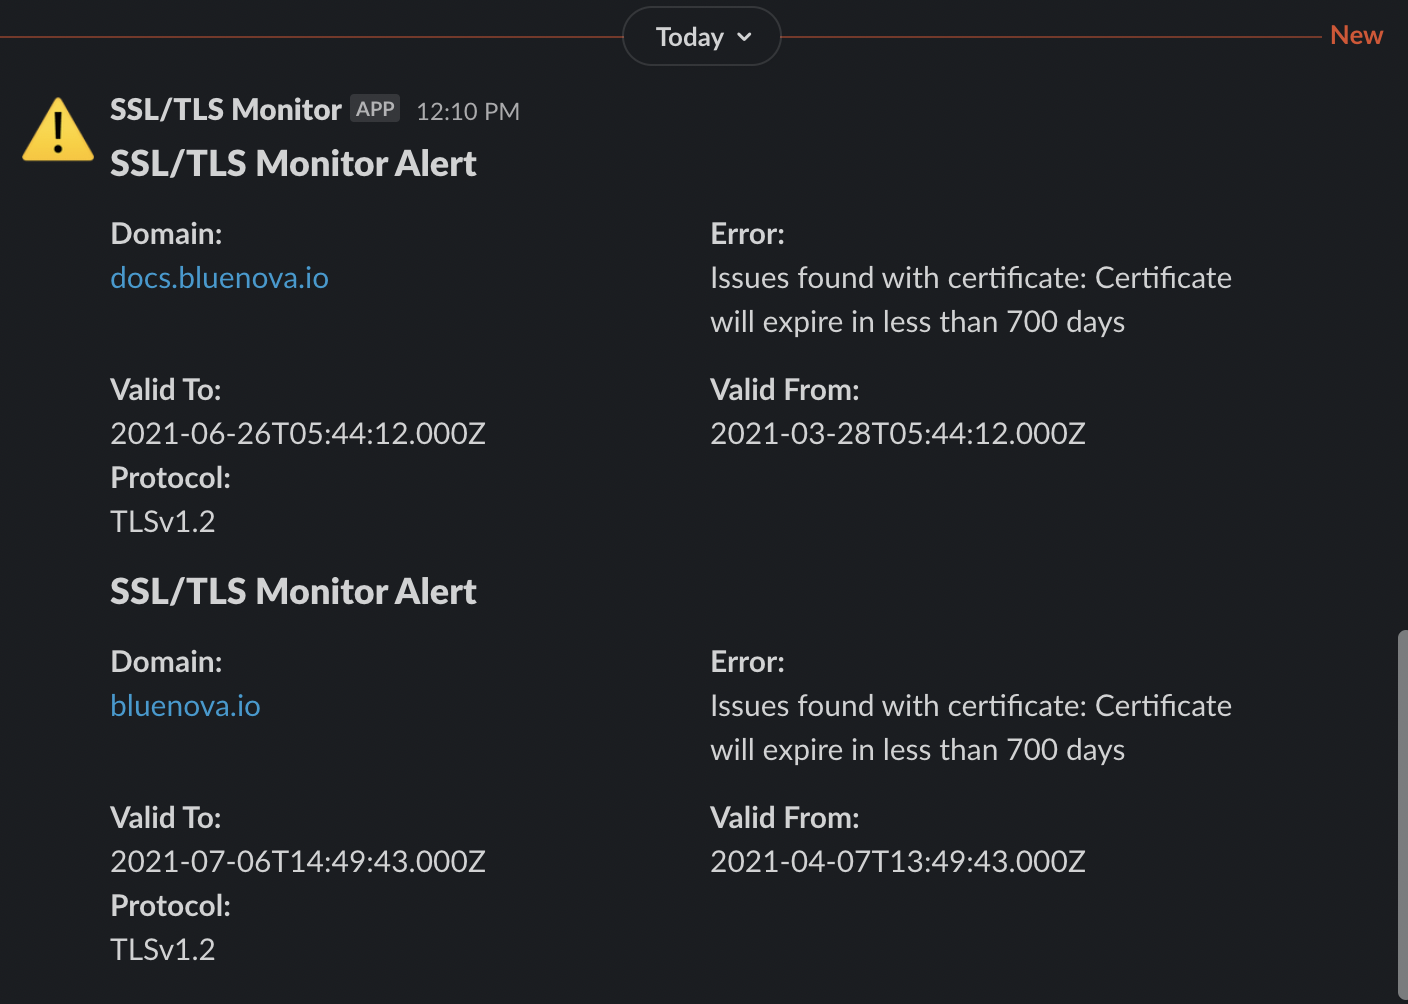 Today
New
SSL/TLS Monitor APP 12:10 PM
SSL/TLS Monitor Alert
Domain:
docs.bluenova.io
Error:
Issues found with certificate: Certificate
will expire in less than 700 days
Valid To:
2021-06-26T05:44:12.000Z
Valid From:
2021-03-28T05:44:12.000Z
Protocol:
TLSv1.2
SSL/TLS Monitor Alert
Domain:
bluenova.io
Error:
Issues found with certificate: Certificate
will expire in less than 700 days
Valid To:
2021-07-06T14:49:43.000Z
Valid From:
2021-04-07T13:49:43.000Z
Protocol:
TLSv1.2